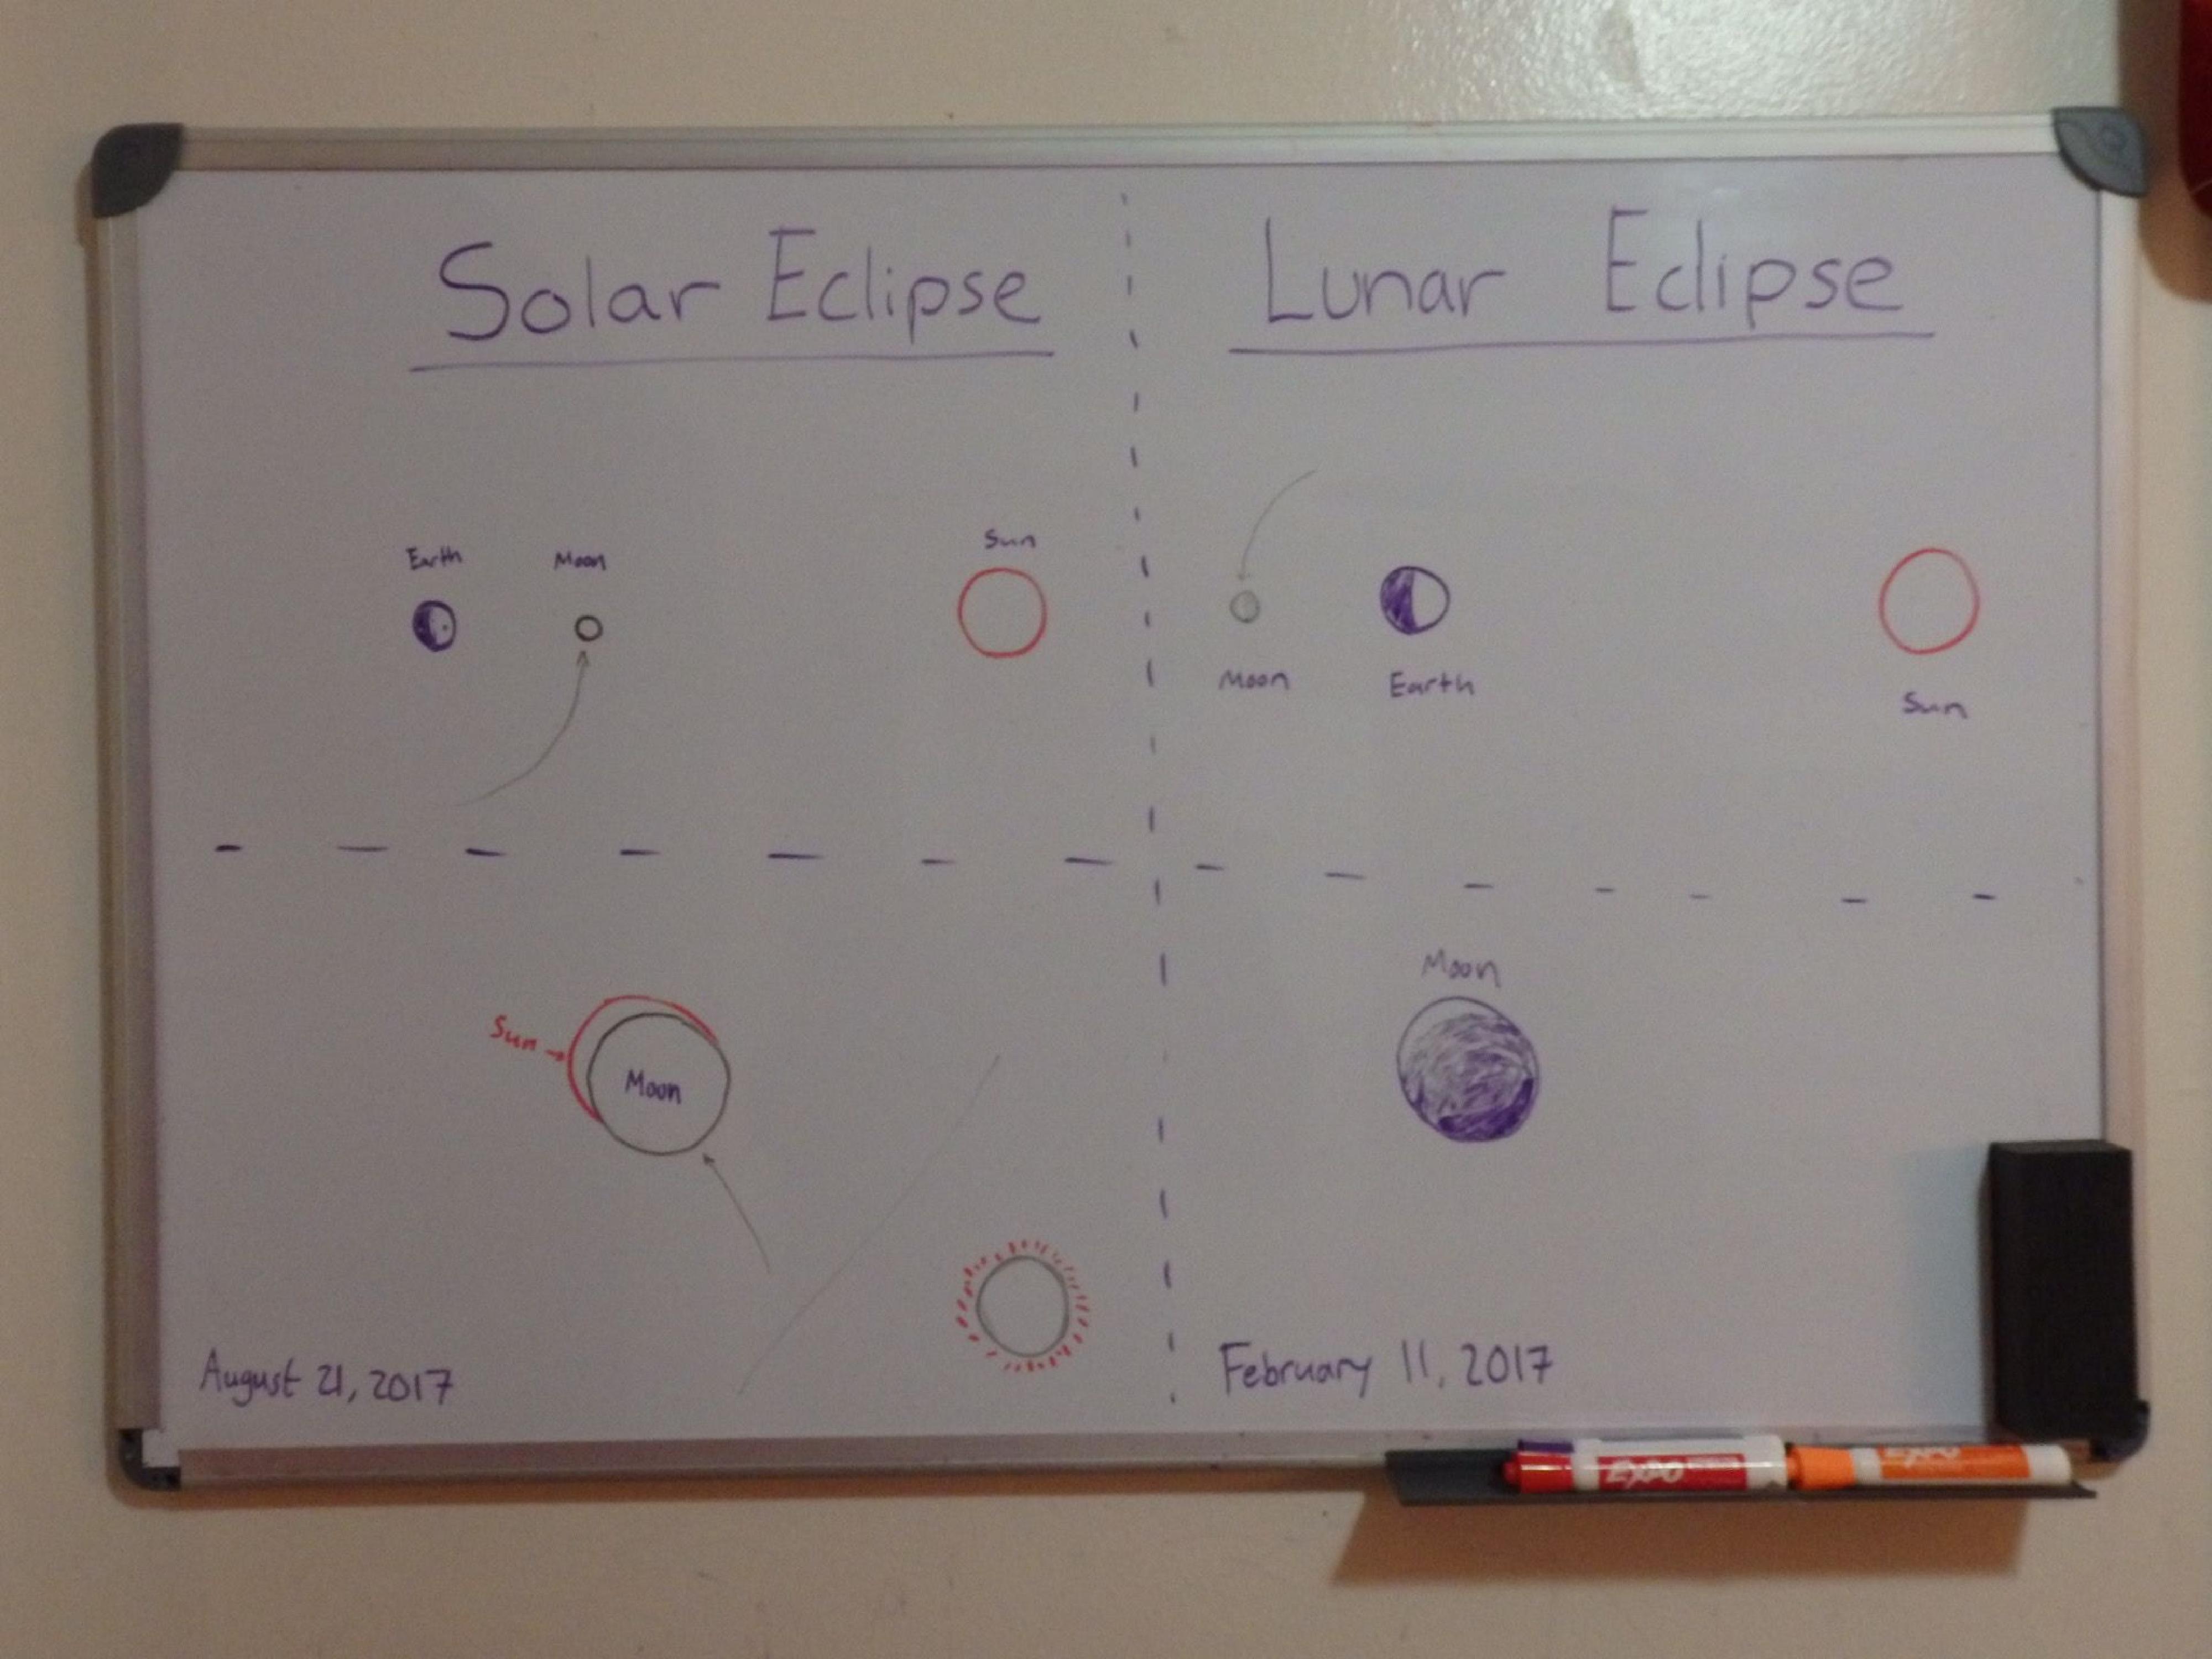 Solar Eclipse
Earth
Moon
Sun
Sun
Moon
August 21, 2017
Lunar Eclipse
Moon
Earth
Sun
Moon
February 11, 2017
EXPO
EXPO